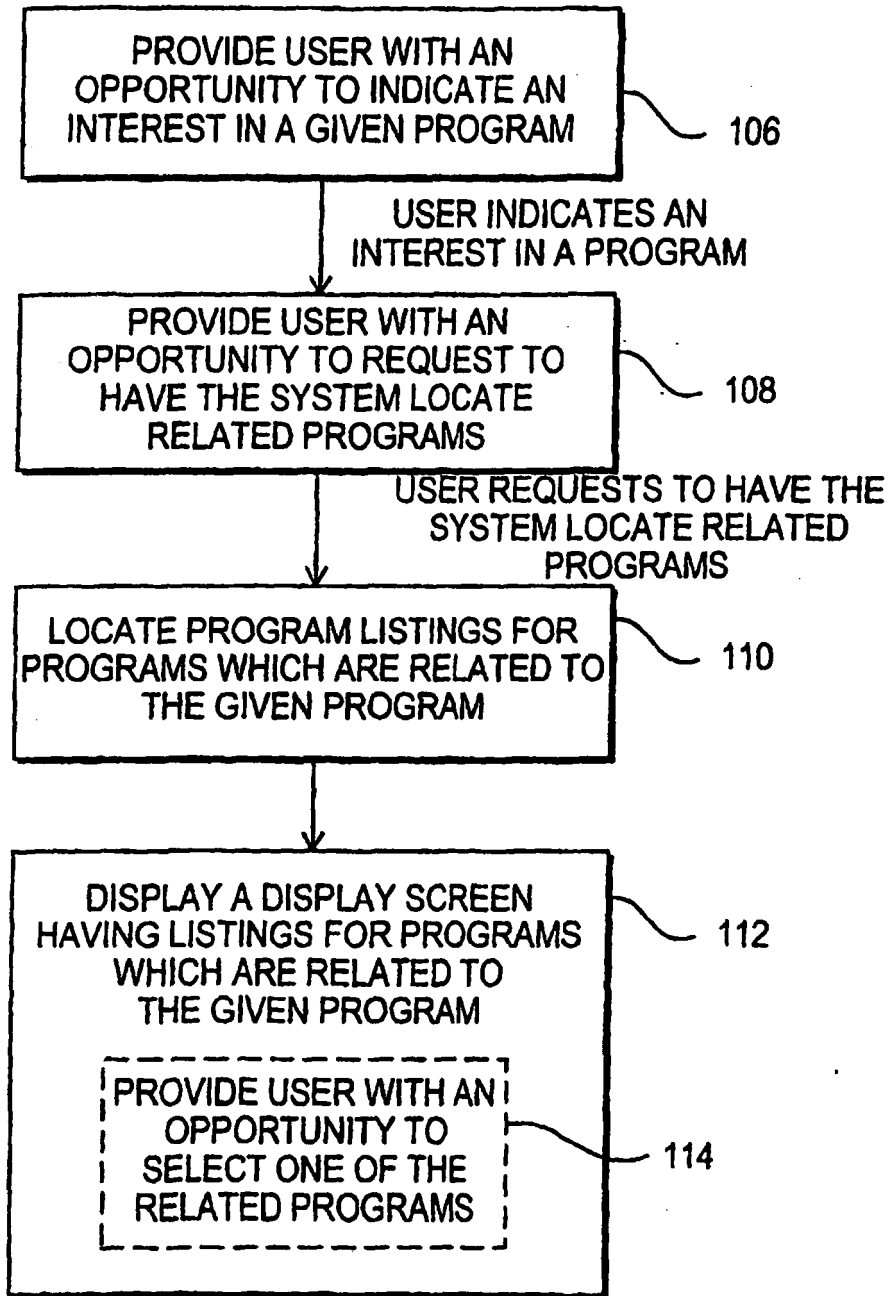 PROVIDE USER WITH AN
OPPORTUNITY TO INDICATE AN
INTEREST IN A GIVEN PROGRAM
106
USER INDICATES AN
INTEREST IN A PROGRAM
PROVIDE USER WITH AN
OPPORTUNITY TO REQUEST TO
HAVE THE SYSTEM LOCATE
RELATED PROGRAMS
108
USER REQUESTS TO HAVE THE
SYSTEM LOCATE RELATED
PROGRAMS
LOCATE PROGRAM LISTINGS FOR
PROGRAMS WHICH ARE RELATED TO
THE GIVEN PROGRAM
110
DISPLAY A DISPLAY SCREEN
HAVING LISTINGS FOR PROGRAMS
WHICH ARE RELATED TO
THE GIVEN PROGRAM
112
PROVIDE USER WITH AN
OPPORTUNITY TO
SELECT ONE OF THE
RELATED PROGRAMS
114